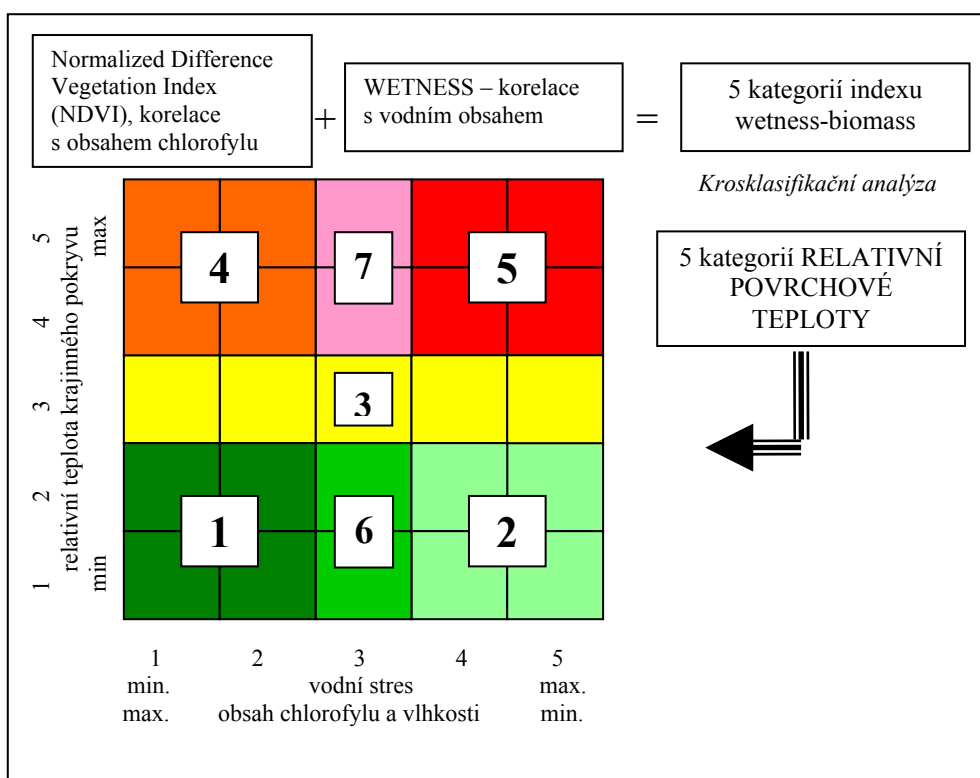 Normalized Difference
Vegetation Index
(NDVI), korelace
s obsahem chlorofylu
+
WETNESS – korelace
s vodním obsahem
=
5 kategorií indexu
wetness-biomass
Krosklasifikační analýza
5 kategorií RELATIVNÍ
POVRCHOVÉ
TEPLOTY
relativní teplota krajinného pokryvu
1 2 3 4 5
min max
4 7 5
3
1 6 2
1 2 3 4 5
min. vodní stres max.
max. obsah chlorofylu a vlhkosti min.